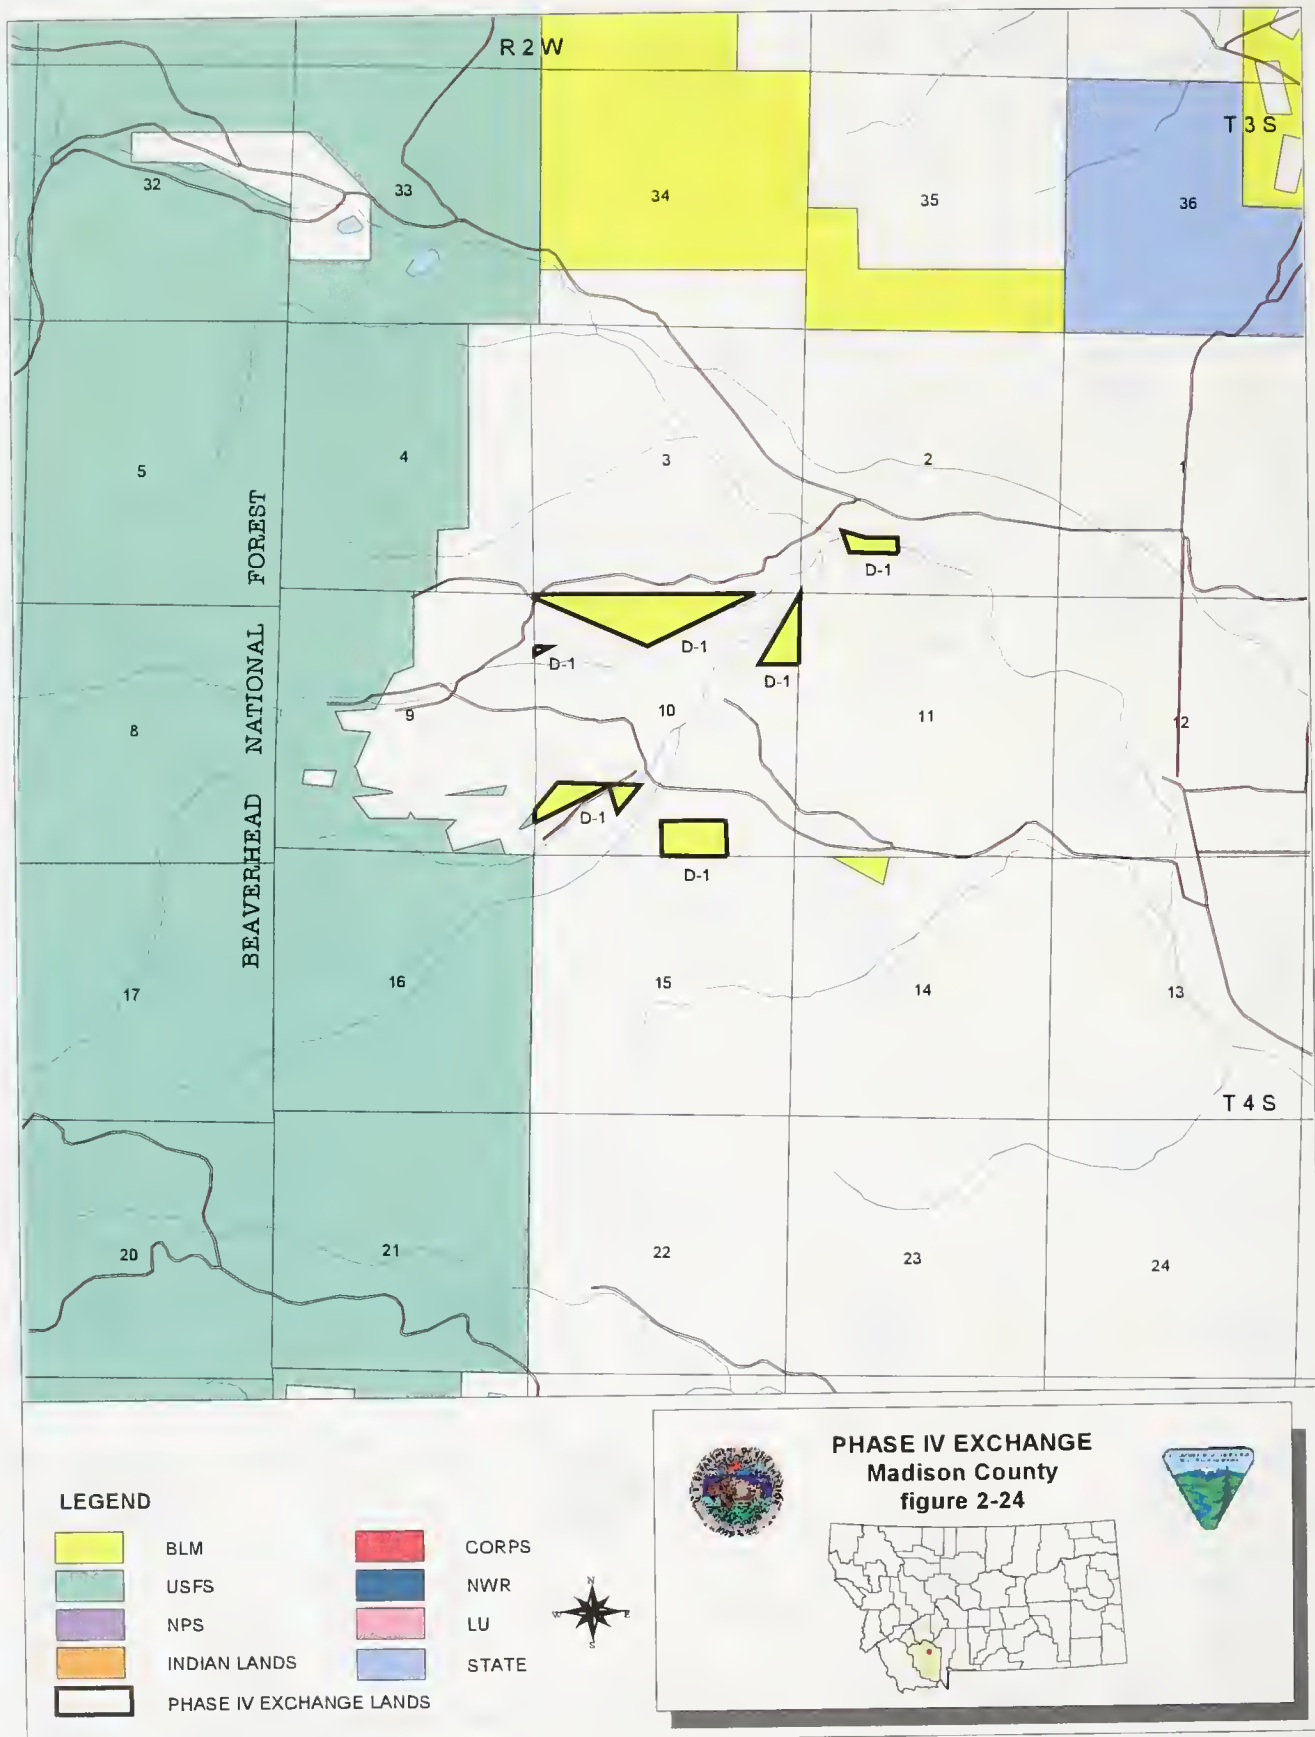 R 2 W
T 3 S
32
33
34
35
36
5
4
3
2
1
D-1
D-1
D-1
D-1
8
9
10
11
12
D-1
D-1
BEAVERHEAD NATIONAL FOREST
17
16
15
14
13
T 4 S
20
21
22
23
24
LEGEND
BLM
USFS
NPS
INDIAN LANDS
PHASE IV EXCHANGE LANDS
CORPS
NWR
LU
STATE
N
W E
S
PHASE IV EXCHANGE
Madison County
figure 2-24